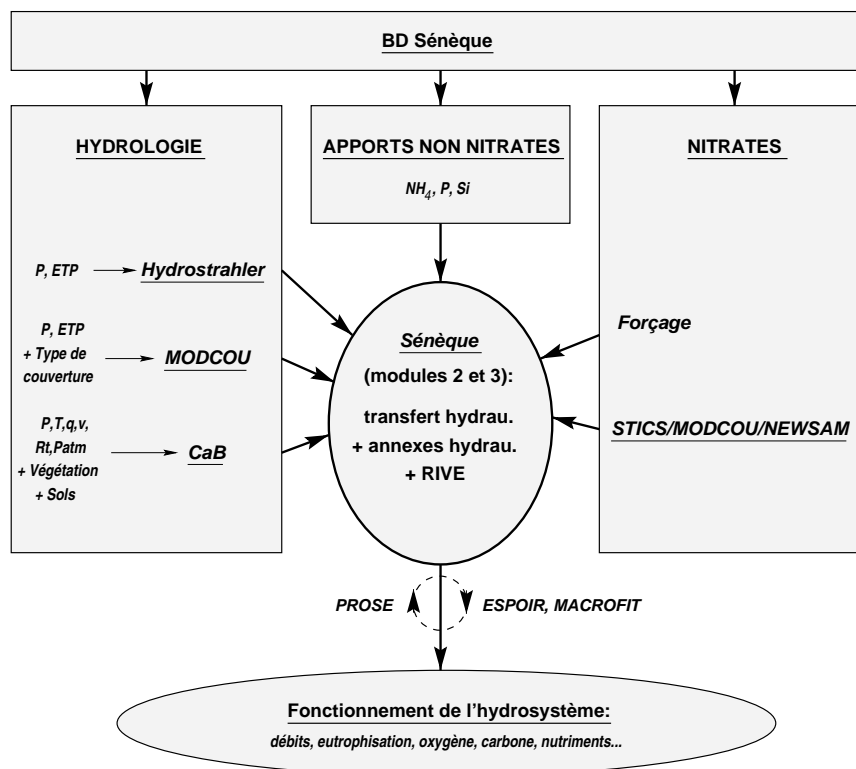 BD Sénèque
HYDROLOGIE
P, ETP
Hydrostrahler
P, ETP
+ Type de
couverture
MODCOU
P,T,q,v,
Rt,Patm
+ Végétation
+ Sols
CaB
APPORTS NON NITRATES
NH₄, P, Si
NITRATES
Forçage
STICS/MODCOU/NEWSAM
Sénèque
(modules 2 et 3):
transfert hydrau.
+ annexes hydrau.
+ RIVE
PROSE
ESPOIR, MACROFIT
Fonctionnement de l'hydrosystème:
débits, eutrophisation, oxygène, carbone, nutriments...